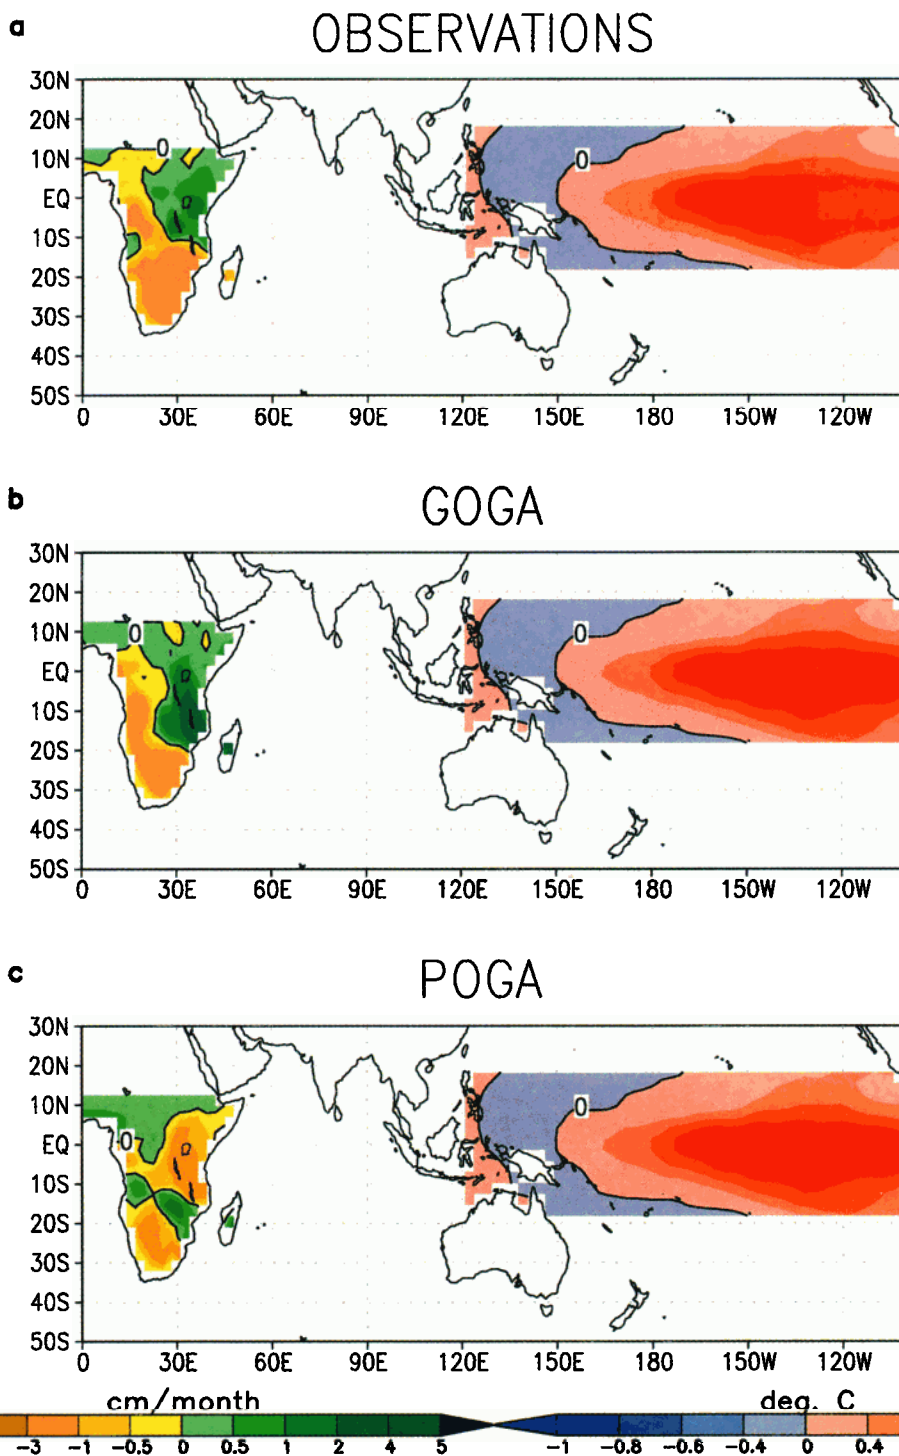 a
OBSERVATIONS
30N
20N
10N
EQ
10S
20S
30S
40S
50S
0
0
0 30E 60E 90E 120E 150E 180 150W 120W
b
GOGA
30N
20N
10N
EQ
10S
20S
30S
40S
50S
0
0
0 30E 60E 90E 120E 150E 180 150W 120W
c
POGA
30N
20N
10N
EQ
10S
20S
30S
40S
50S
0
0
0 30E 60E 90E 120E 150E 180 150W 120W
cm/month deg. C
-3 -1 -0.5 0 0.5 1 2 4 5 -1 -0.8 -0.6 -0.4 0 0.4